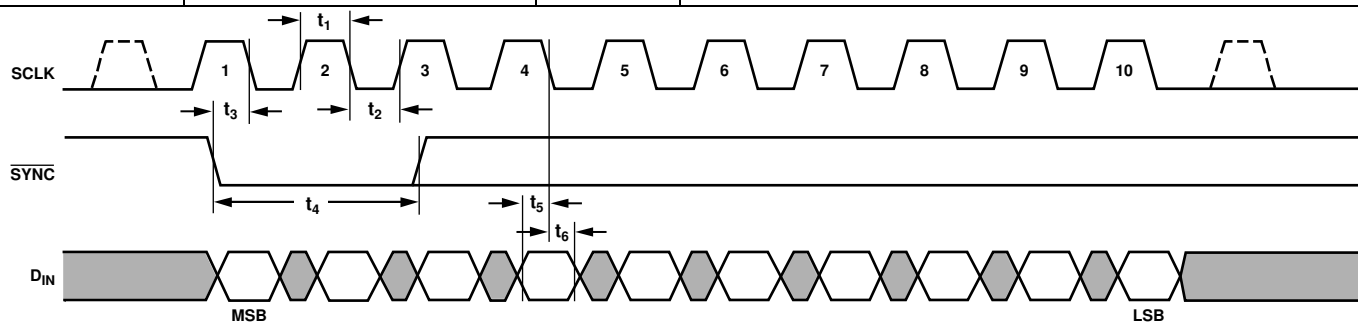 t1
SCLK
1 2 3 4 5 6 7 8 9 10
t3 t2
SYNC
t4 t5
t6
DIN
MSB LSB